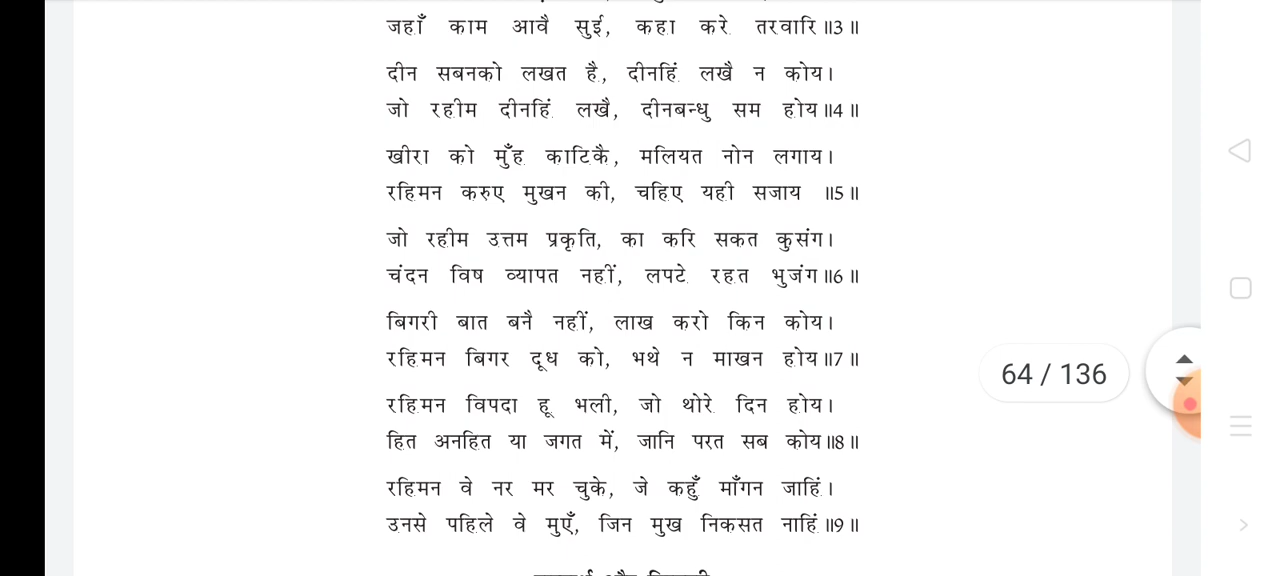 जहाँ काम आवै सुई, कहा करे तरवारि॥3॥
दीन सबनको लखत है, दीनहिं लखै न कोय।
जो रहीम दीनहिं लखै, दीनबन्धु सम होय॥4॥
खीरा को मुँह काटिकै, मलियत नोन लगाय।
रहिमन करुए मुखन की, चहिए यही सजाय ॥5॥
जो रहीम उत्तम प्रकृति, का करि सकत कुसंग।
चंदन विष व्यापत नहीं, लपटे रहत भुजंग॥6॥
बिगरी बात बनै नहीं, लाख करो किन कोय।
रहिमन बिगर दूध को, भथे न माखन होय॥7॥
रहिमन विपदा हू भली, जो थोरे दिन होय।
हित अनहित या जगत में, जानि परत सब कोय॥8॥
रहिमन वे नर मर चुके, जे कहुँ माँगन जाहिं।
उनसे पहिले वे मुएँ, जिन मुख निकसत नाहिं॥9॥
64 / 136